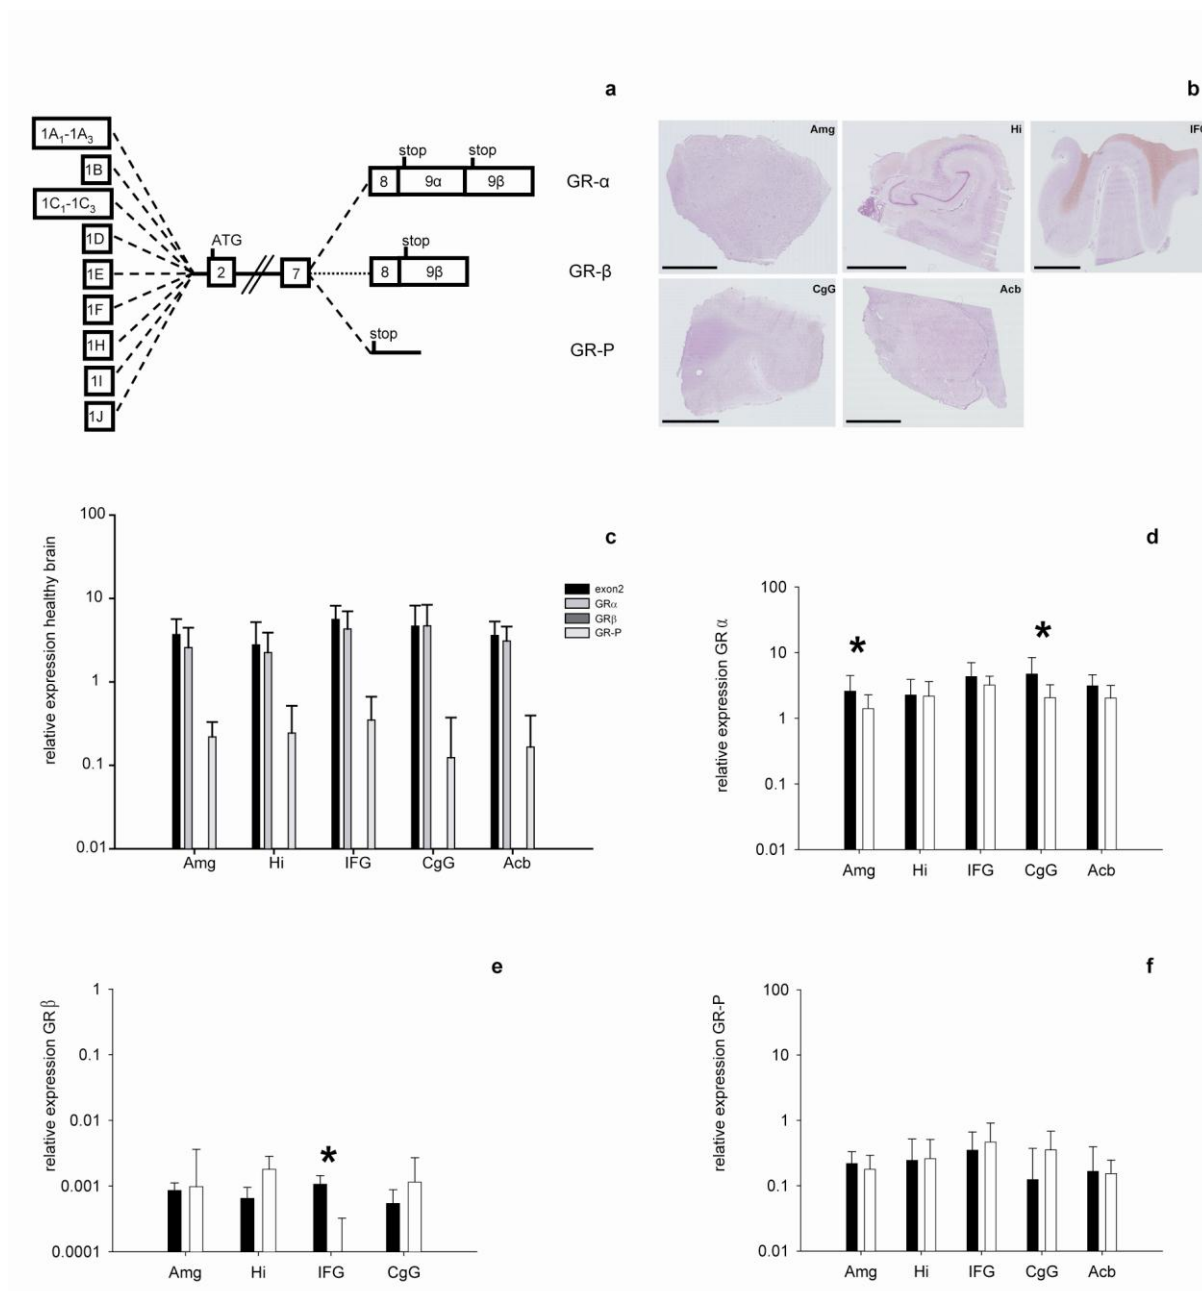 a
1A1-1A3
1B
1C1-1C3
1D
1E
1F
1H
1I
1J
ATG
2
7
stop stop
8 9α 9β
GR-α
stop
8 9β
GR-β
stop
GR-P
b
Amg
Hi
IFG
CgG
Acb
c
relative expression healthy brain
100
10
1
0.1
0.01
Amg Hi IFG CgG Acb
exon2
GRα
GRβ
GR-P
d
relative expression GR α
100
10
1
0.1
0.01
* *
Amg Hi IFG CgG Acb
e
relative expression GR β
1
0.1
0.01
0.001
0.0001
*
Amg Hi IFG CgG
f
relative expression GR-P
100
10
1
0.1
0.01
Amg Hi IFG CgG Acb